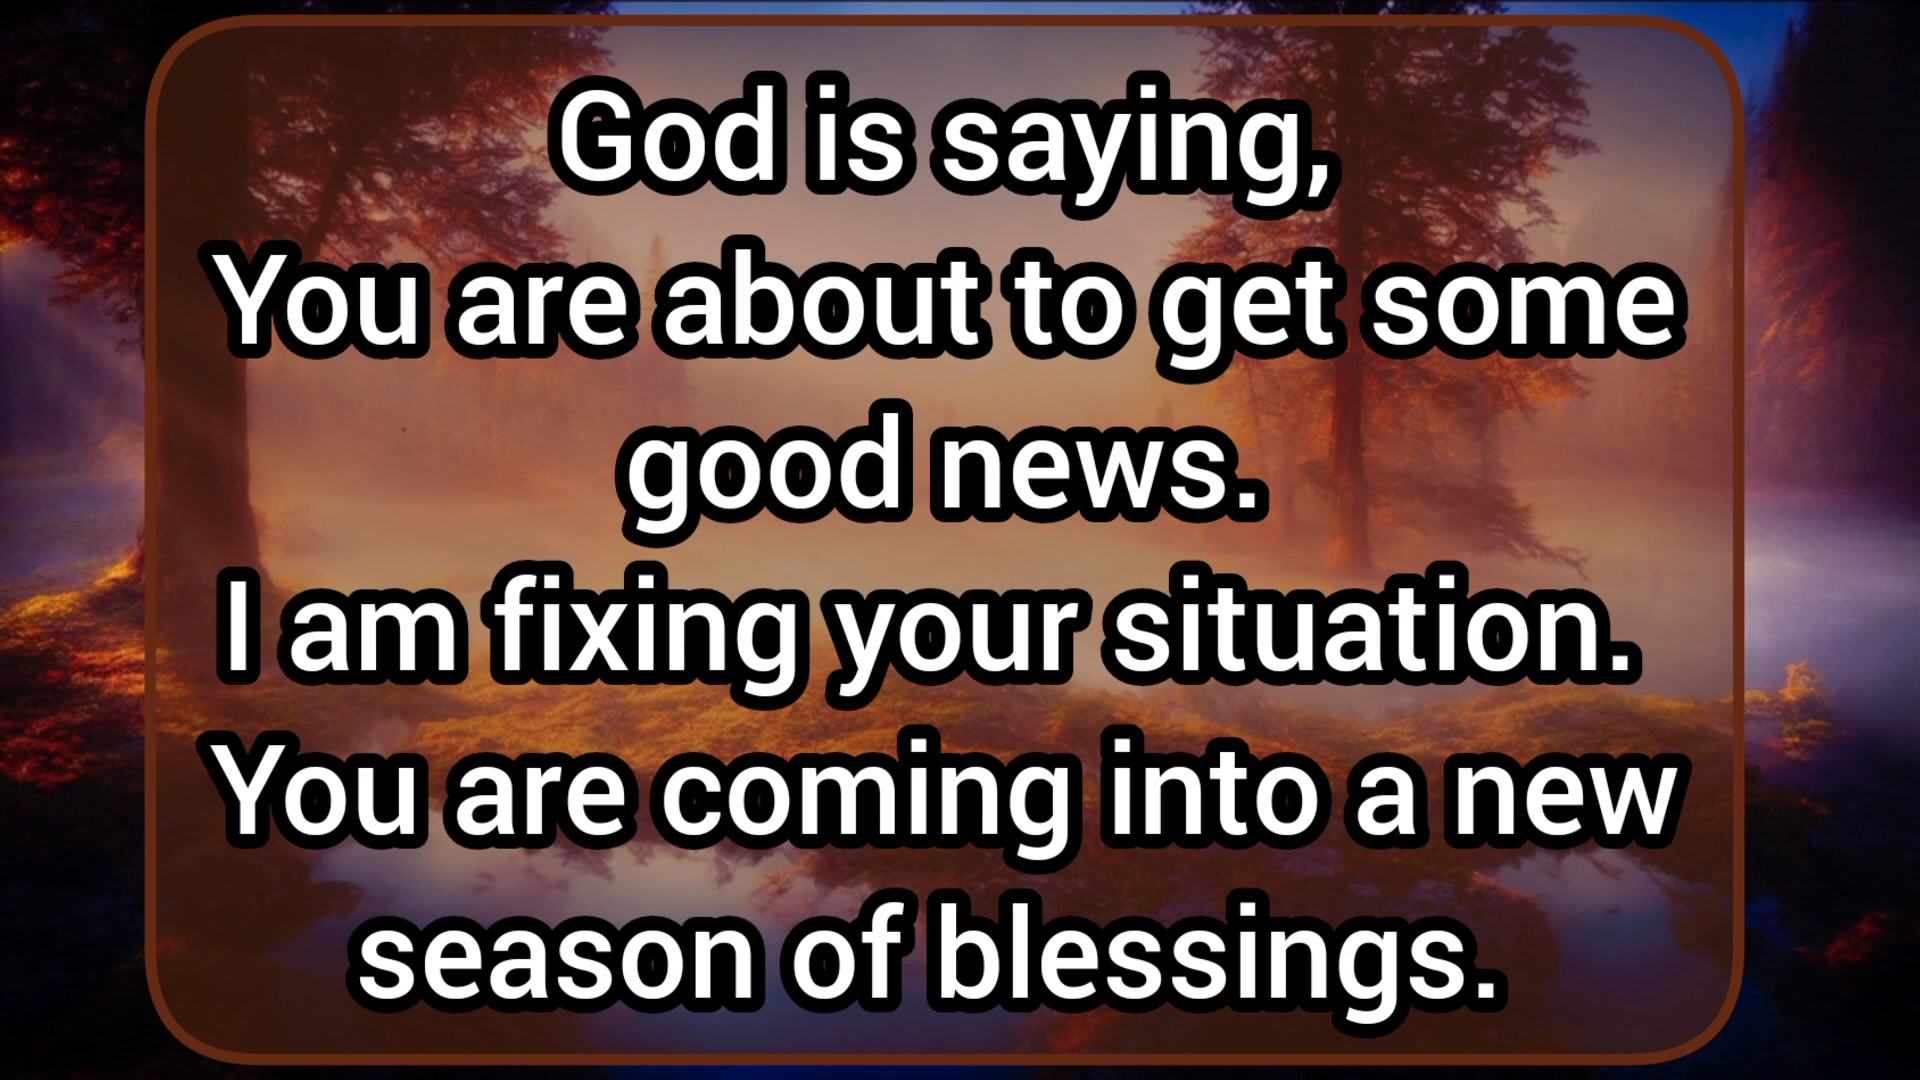 God is saying,
You are about to get some
good news.
I am fixing your situation.
You are coming into a new
season of blessings.